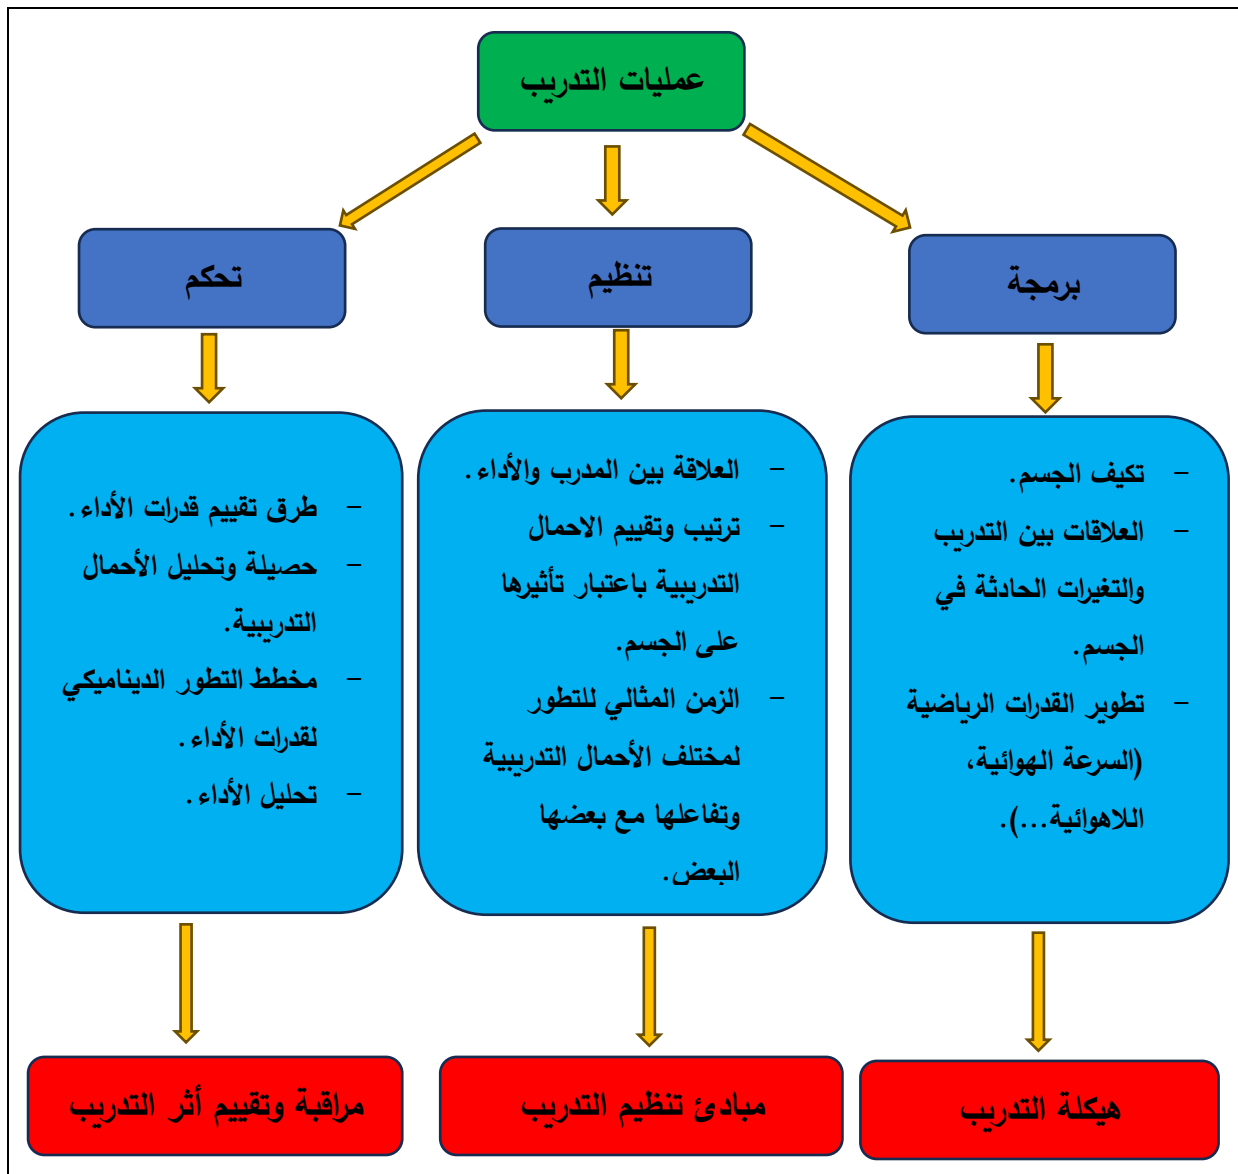 عمليات التدريب
برمجة
تنظيم
تحكم
- تكيف الجسم.
- العلاقات بين التدريب
والتغيرات الحادثة في
الجسم.
- تطوير القدرات الرياضية
(السرعة الهوائية،
اللاهوائية...).
- العلاقة بين المدرب والأداء.
- ترتيب وتقييم الاحمال
التدريبية باعتبار تأثيرها
على الجسم.
- الزمن المثالي للتطور
لمختلف الأحمال التدريبية
وتفاعلها مع بعضها
البعض.
- طرق تقييم قدرات الأداء.
- حصيلة وتحليل الأحمال
التدريبية.
- مخطط التطور الديناميكي
لقدرات الأداء.
- تحليل الأداء.
هيكلة التدريب
مبادئ تنظيم التدريب
مراقبة وتقييم أثر التدريب